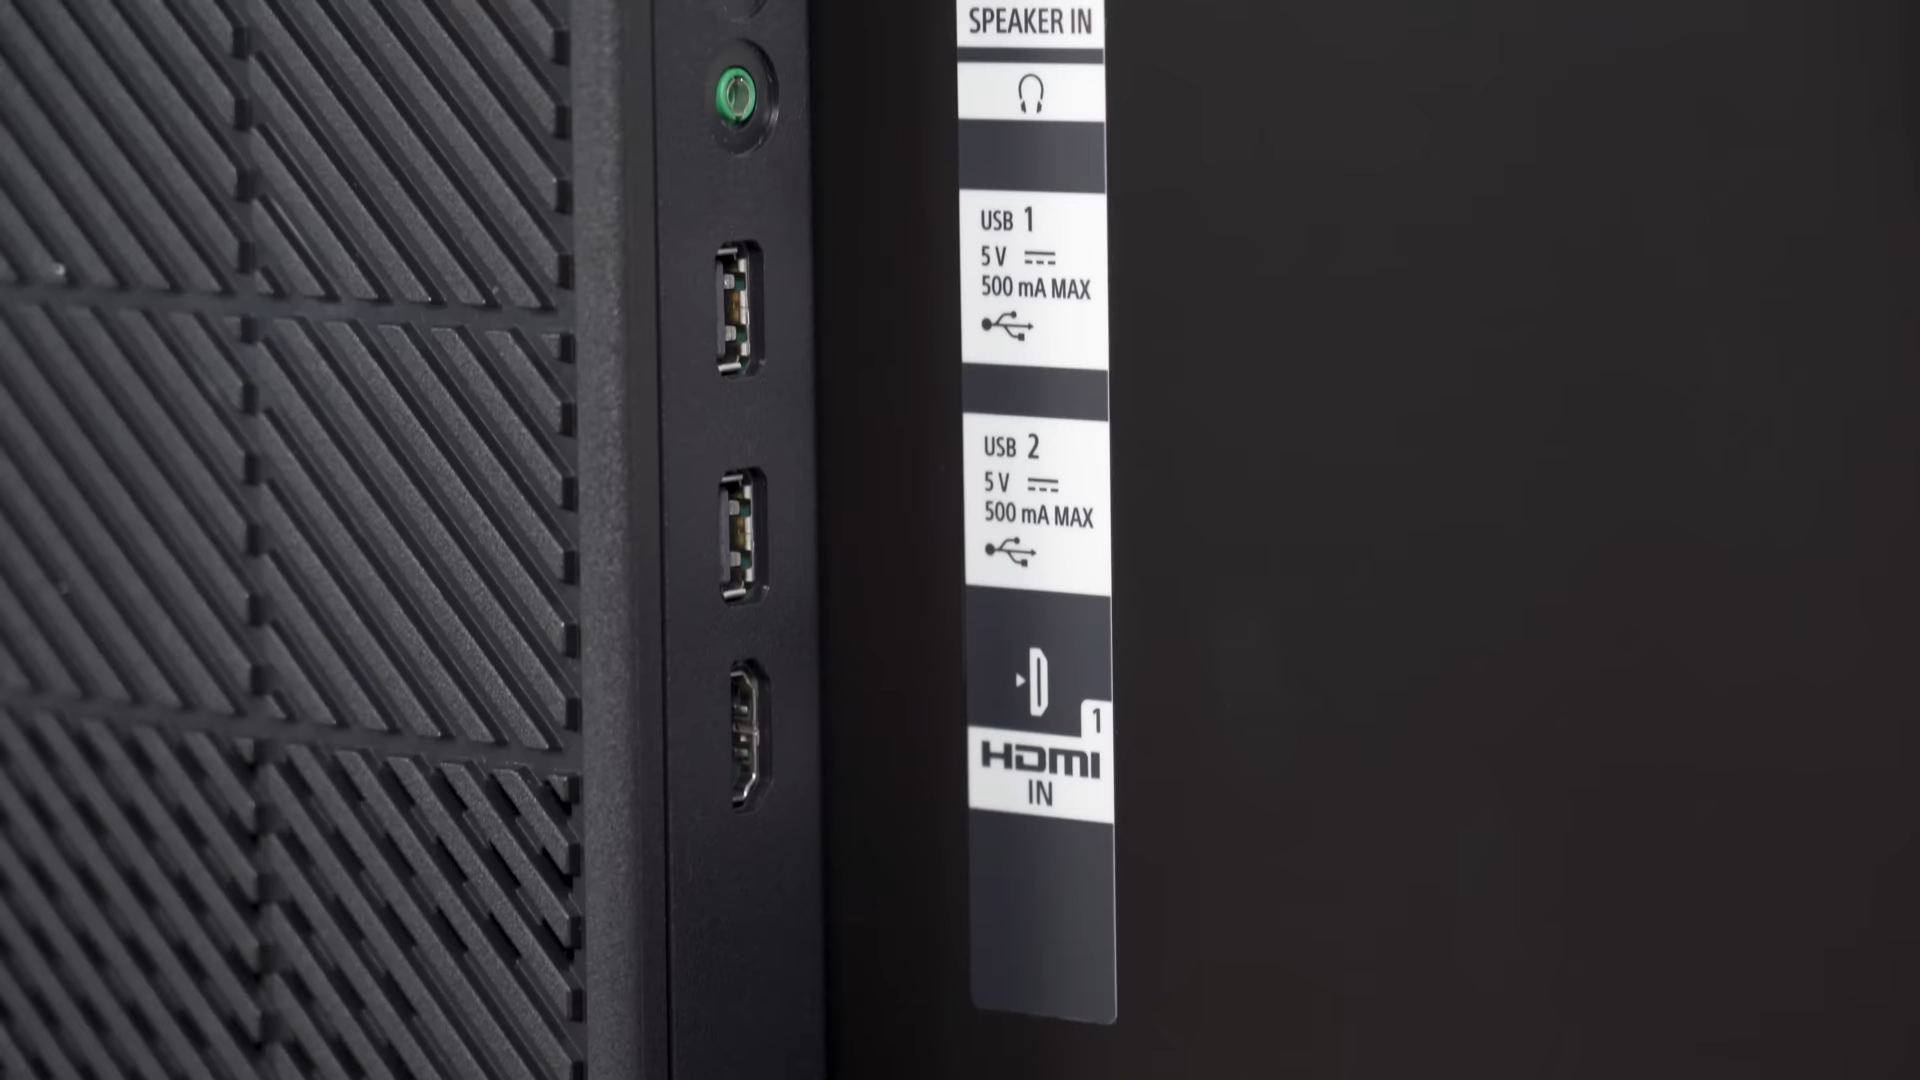 SPEAKER IN
USB 1
5 V
500 mA MAX
USB 2
5 V
500 mA MAX
1
HDMI
IN